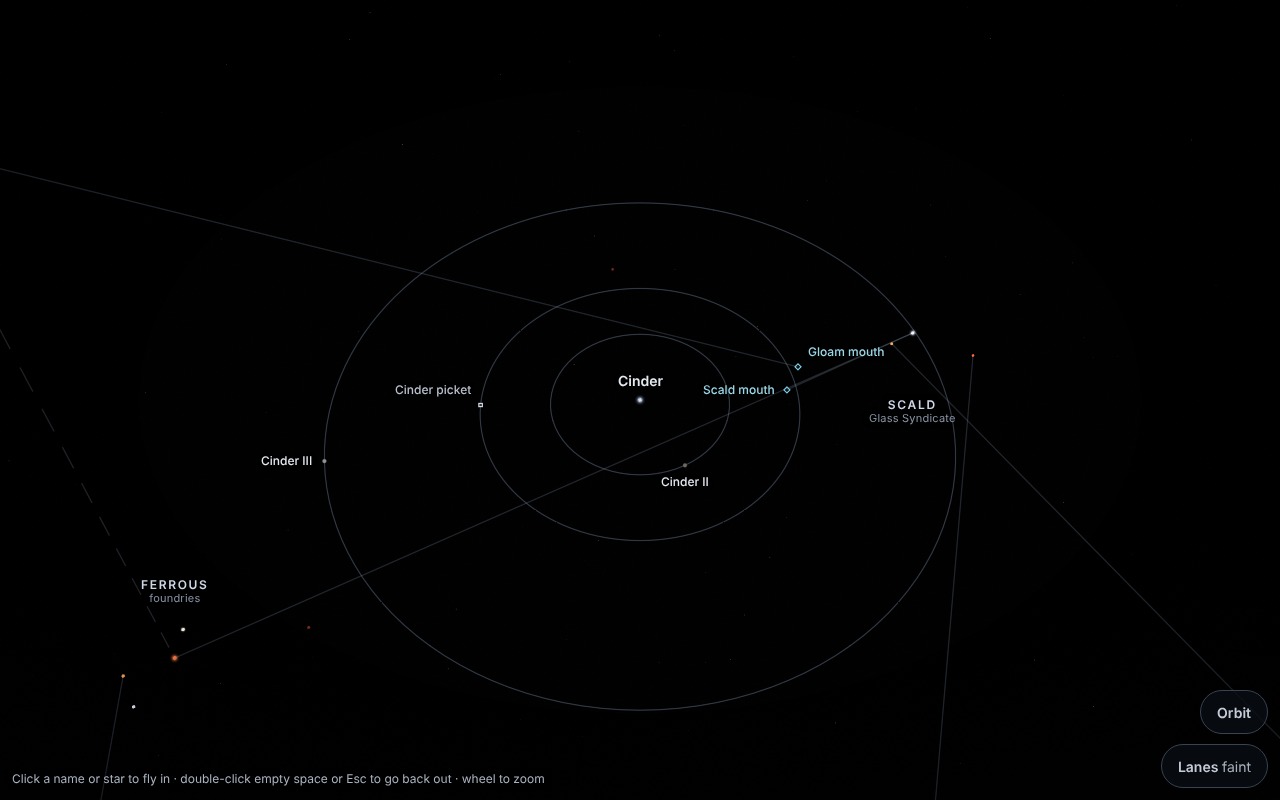 Gloam mouth
Cinder
Cinder picket
Scald mouth
SCALD
Glass Syndicate
Cinder III
Cinder II
FERROUS
foundries
Orbit
Lanes faint
Click a name or star to fly in · double-click empty space or Esc to go back out · wheel to zoom